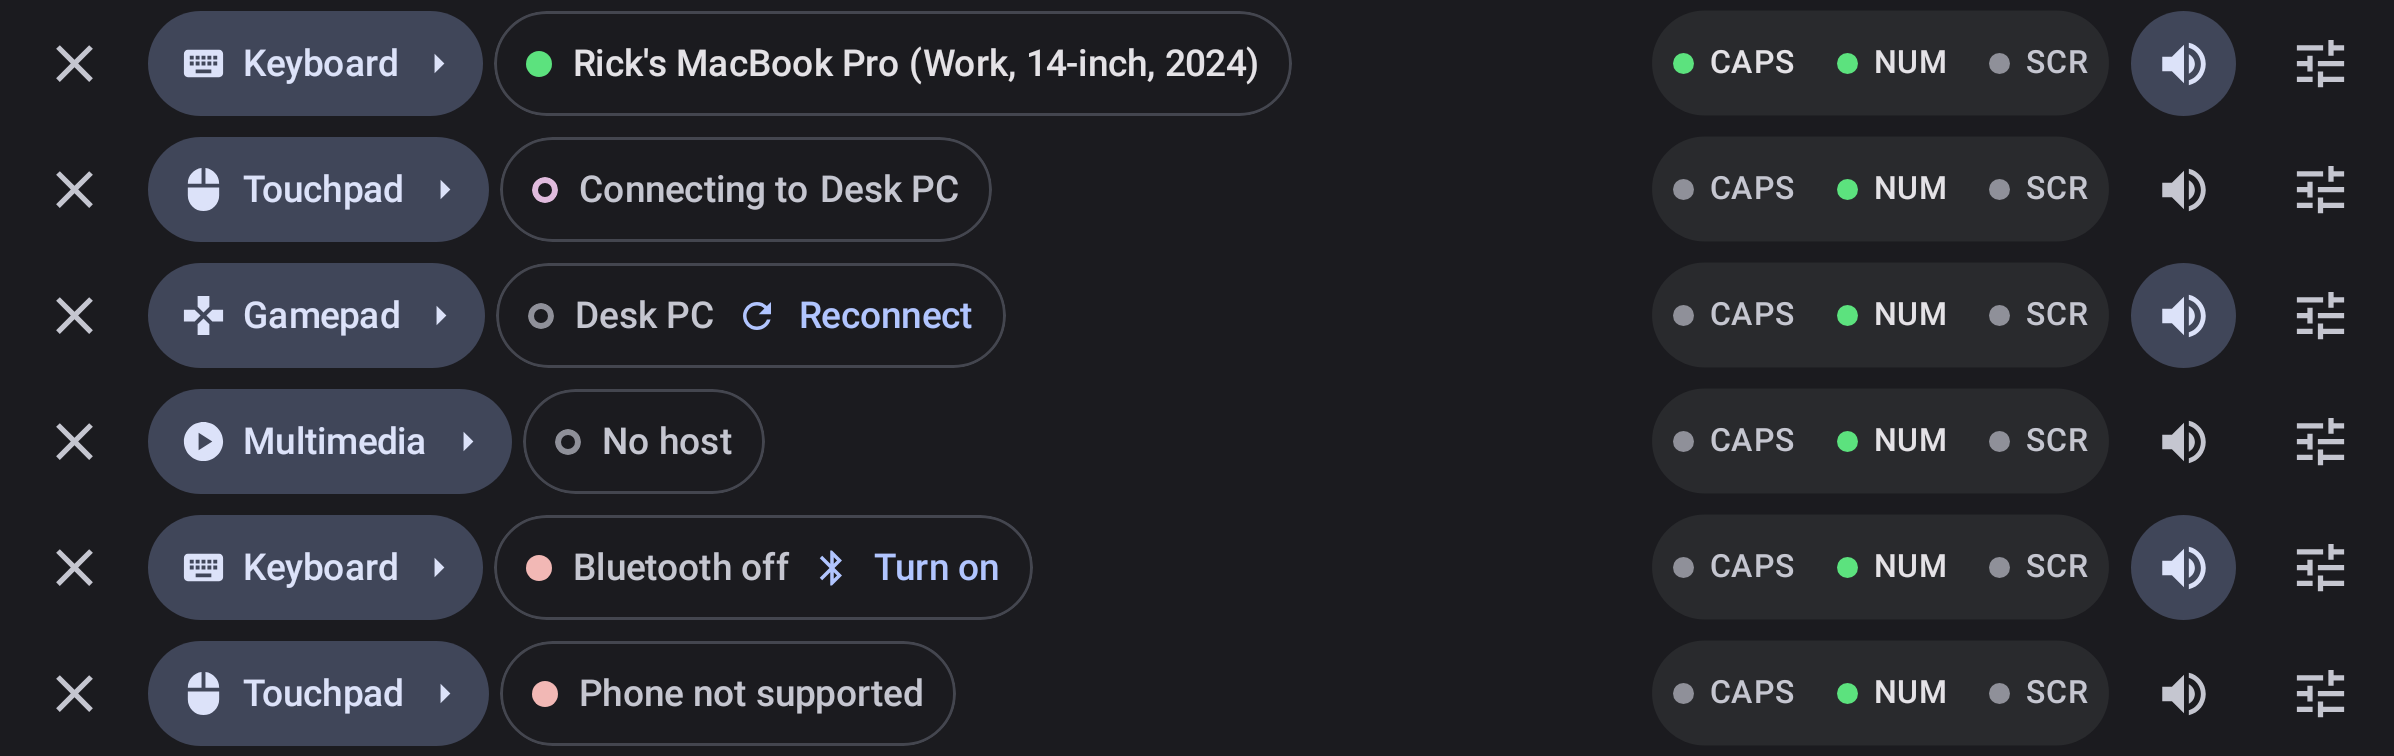 Keyboard Rick's MacBook Pro (Work, 14-inch, 2024) CAPS NUM SCR
Touchpad Connecting to Desk PC CAPS NUM SCR
Gamepad Desk PC Reconnect CAPS NUM SCR
Multimedia No host CAPS NUM SCR
Keyboard Bluetooth off Turn on CAPS NUM SCR
Touchpad Phone not supported CAPS NUM SCR